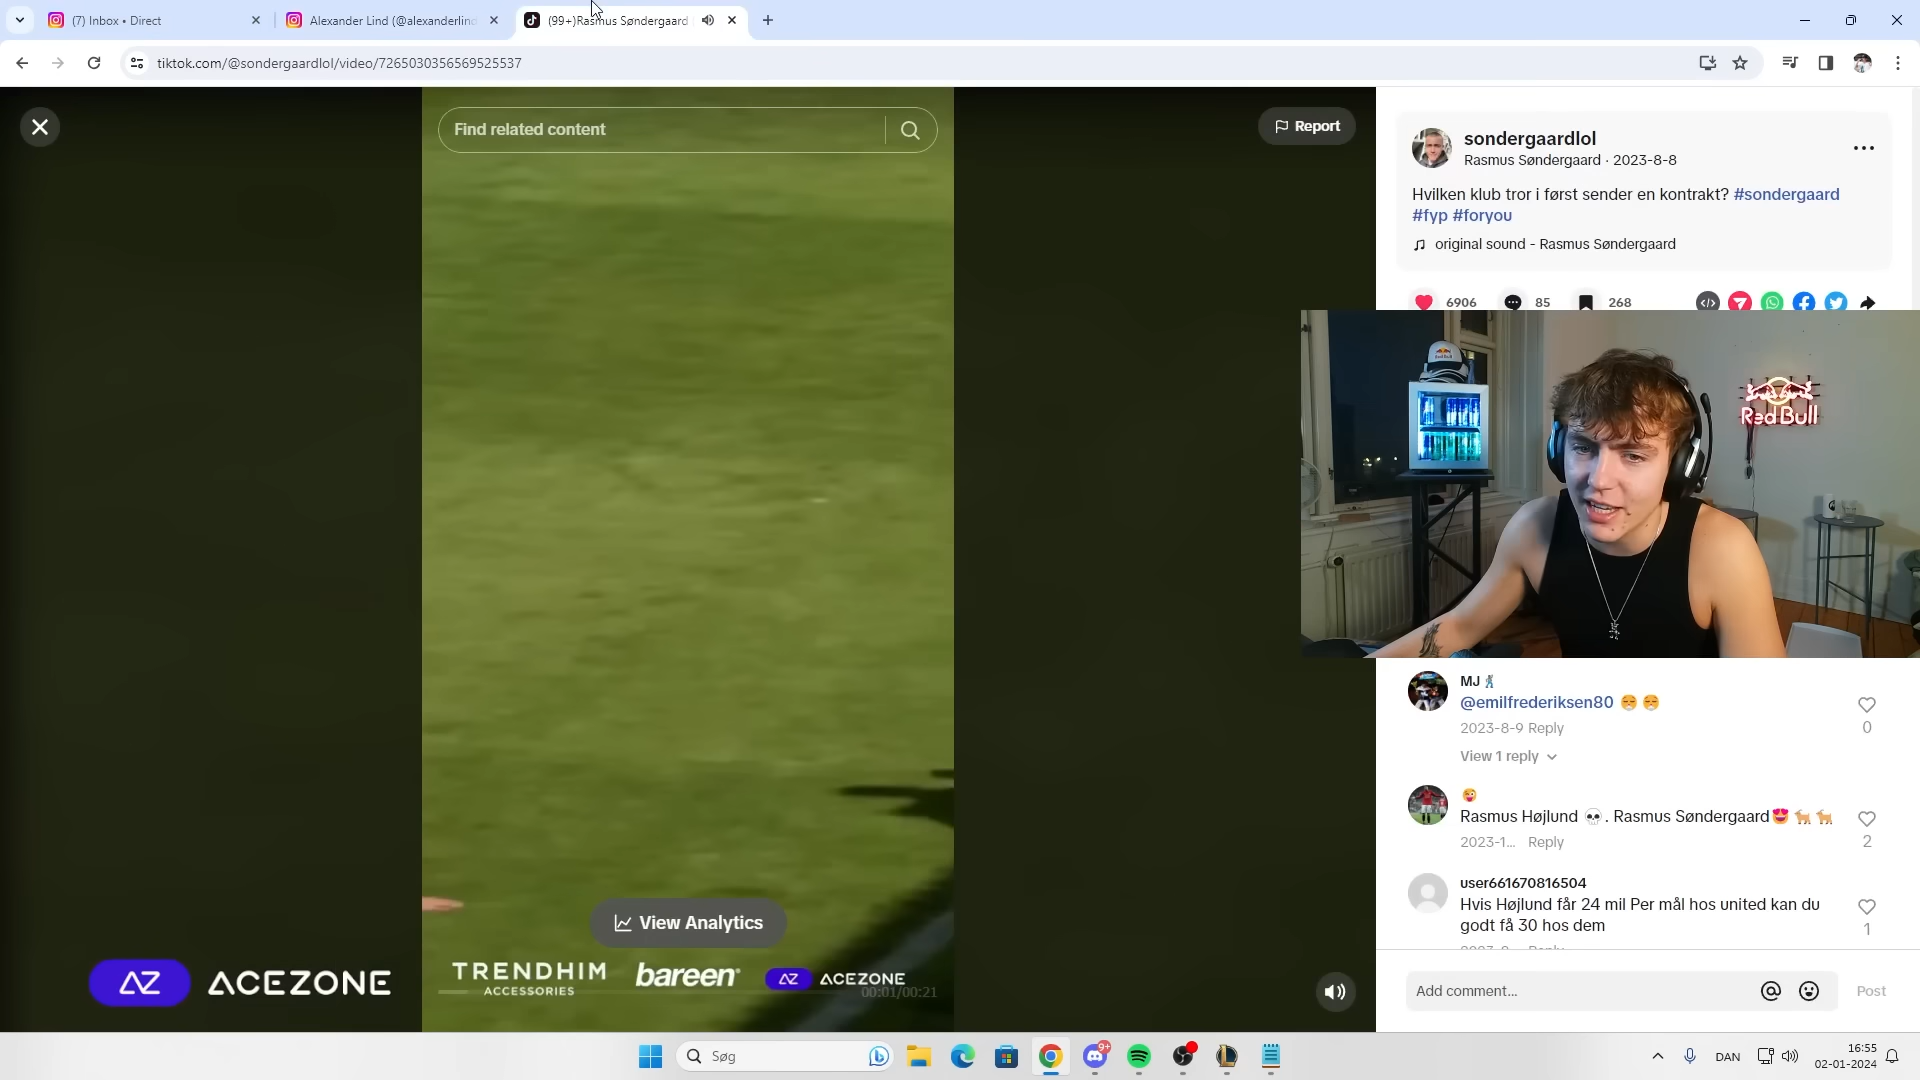 (7) Inbox • Direct
Alexander Lind (@alexanderlind
(99+)Rasmus Søndergaard
tiktok.com/@sondergaardlol/video/7265030356569525537
Find related content
Report
sondergaardlol
Rasmus Søndergaard · 2023-8-8
Hvilken klub tror i først sender en kontrakt? #sondergaard
#fyp #foryou
original sound - Rasmus Søndergaard
6906
85
268
Red Bull
MJ
@emilfrederiksen80 😁 😁
2023-8-9 Reply
View 1 reply
😜
Rasmus Højlund 💀. Rasmus Søndergaard😍🐐🐐
2023-1... Reply
2
user661670816504
Hvis Højlund får 24 mil Per mål hos united kan du
godt få 30 hos dem
1
0
View Analytics
AZ ACEZONE
TRENDHIM
ACCESSORIES
bareen
AZ ACEZONE
00:01/00:21
Add comment...
Post
Søg
9+
DAN
16:55
02-01-2024